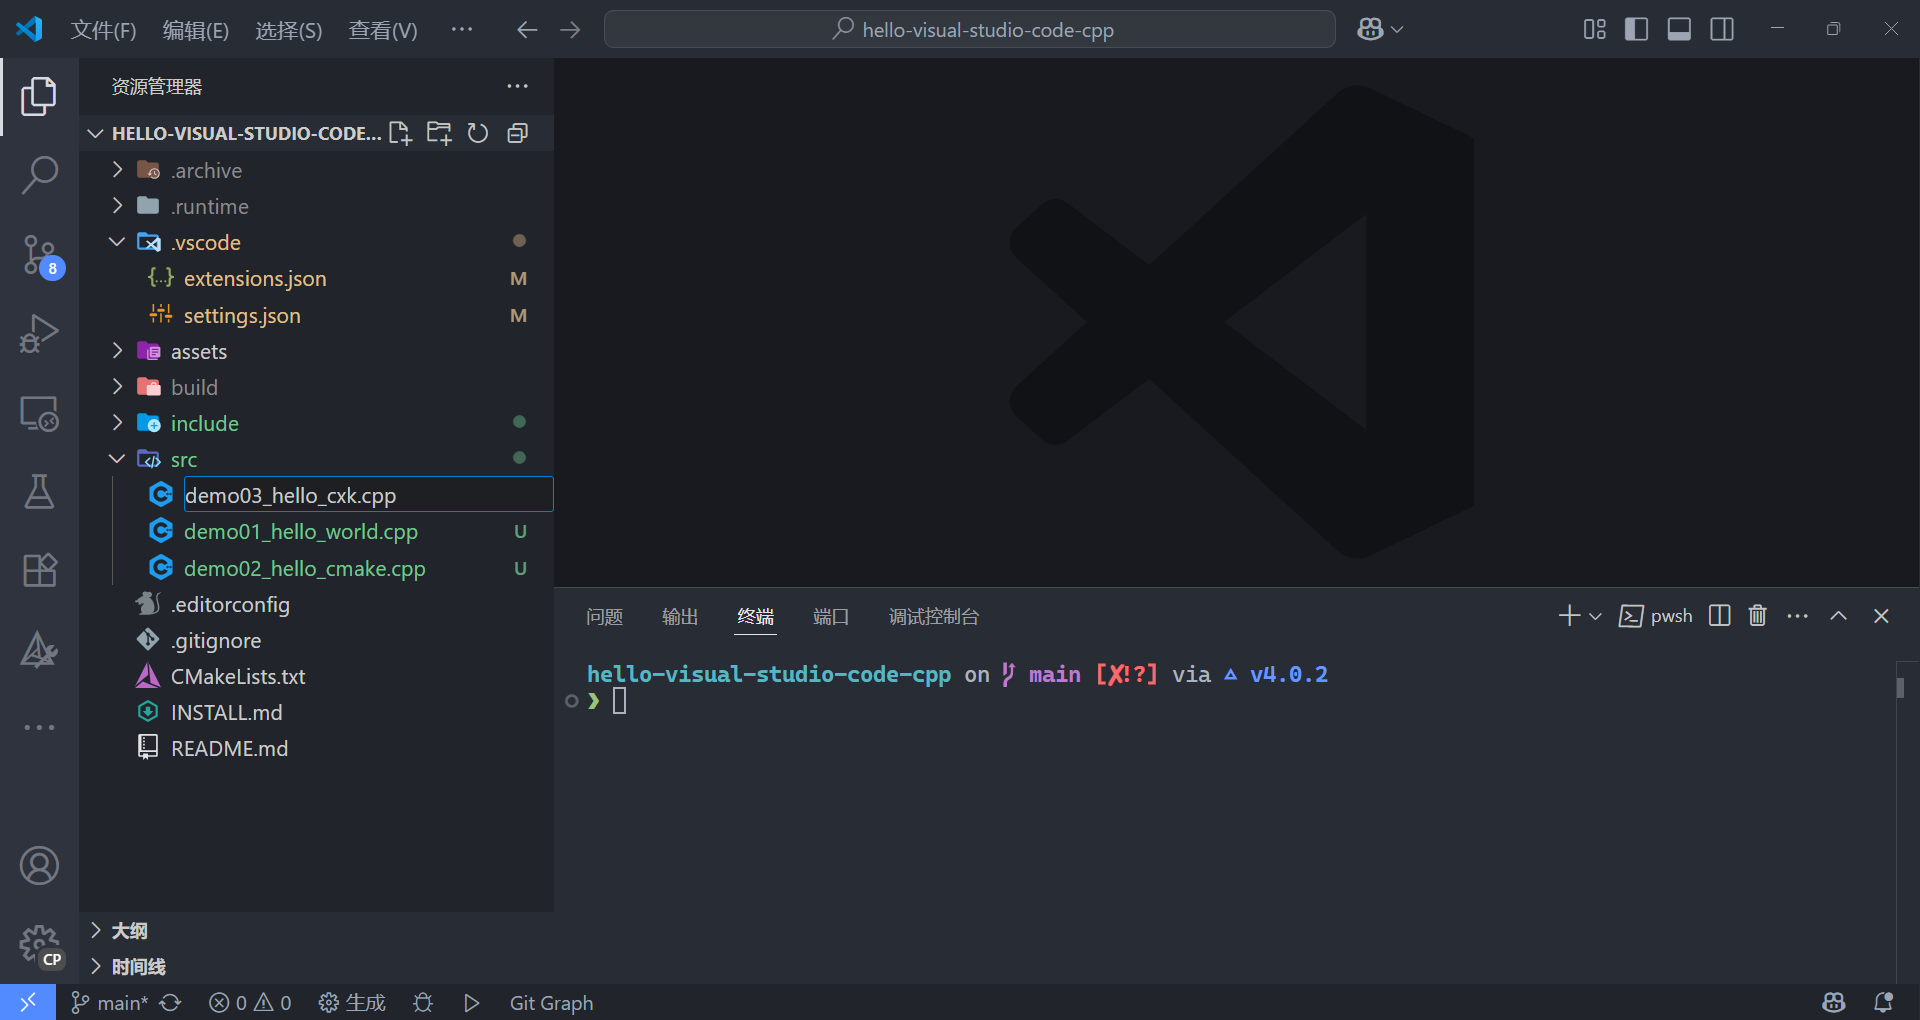 文件(F) 编辑(E) 选择(S) 查看(V) ··· hello-visual-studio-code-cpp
资源管理器
HELLO-VISUAL-STUDIO-CODE...
.archive
.runtime
.vscode
extensions.json M
settings.json M
assets
build
include
src
demo03_hello_cxk.cpp
demo01_hello_world.cpp U
demo02_hello_cmake.cpp U
.editorconfig
.gitignore
CMakeLists.txt
INSTALL.md
README.md
大纲
时间线
8
CP
问题 输出 终端 端口 调试控制台 pwsh
hello-visual-studio-code-cpp on main [✘!?] via △ v4.0.2
❯
main* 0 0 生成 Git Graph